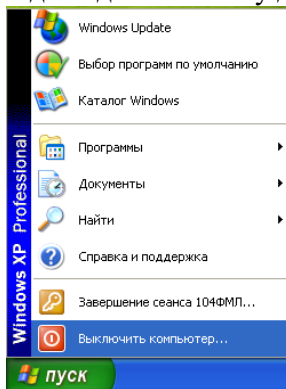 Windows Update
Выбор программ по умолчанию
Каталог Windows
Программы
Документы
Найти
Справка и поддержка
Завершение сеанса 104ФМЛ...
Выключить компьютер...
Windows XP Professional
пуск